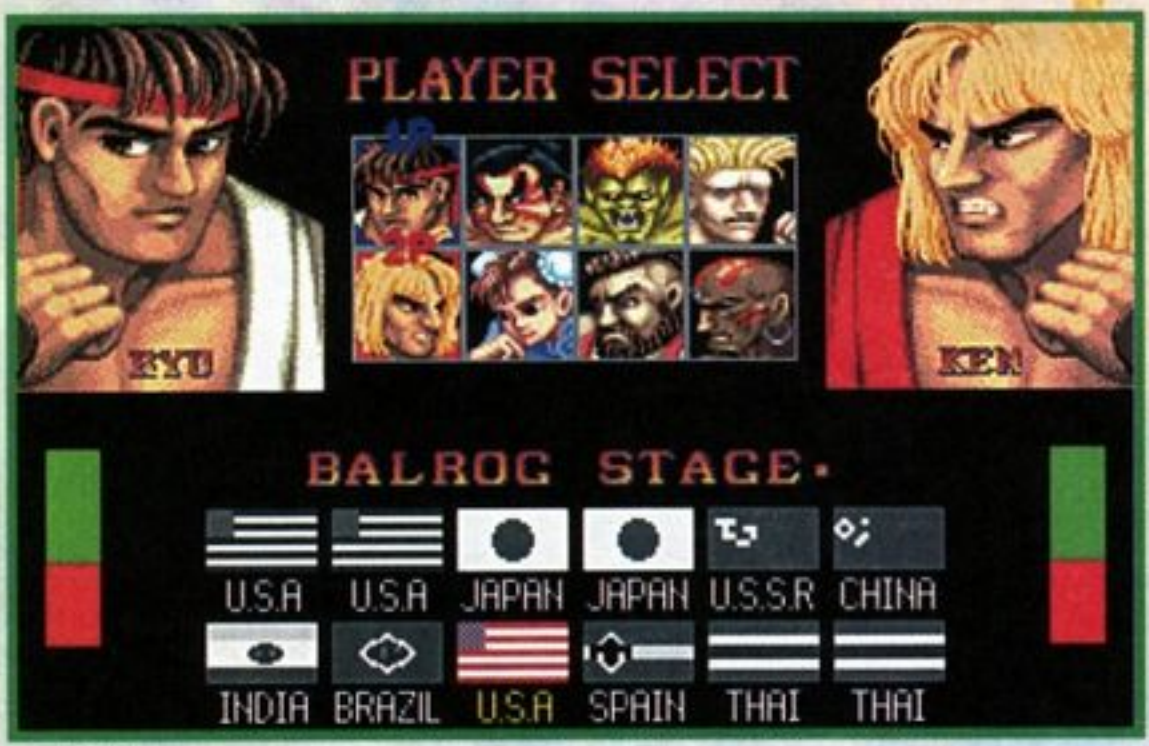 PLAYER SELECT
1P
2P
RYU
KEN
BALROG STAGE.
U.S.A U.S.A JAPAN JAPAN U.S.S.R CHINA
INDIA BRAZIL U.S.A SPAIN THAI THAI